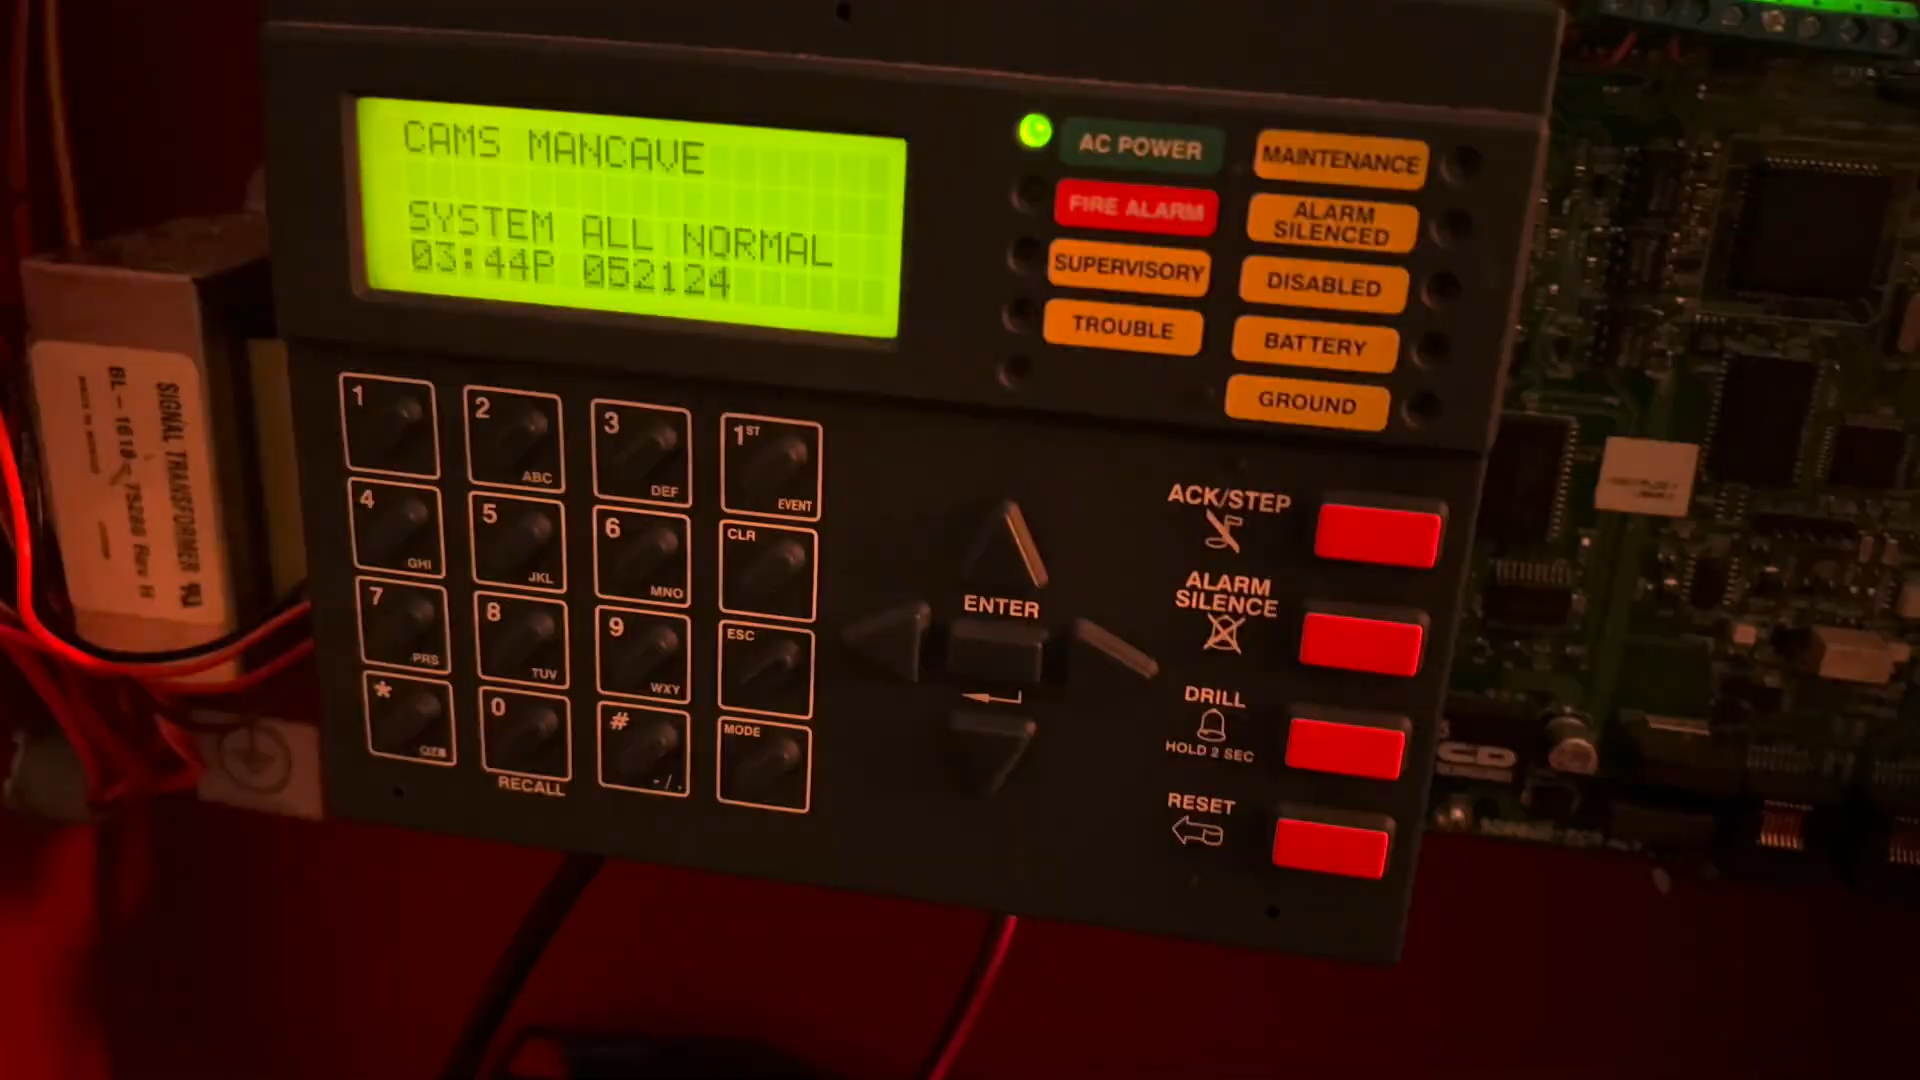 CAMS MANCAVE
SYSTEM ALL NORMAL
03:44P 052124
AC POWER
FIRE ALARM
SUPERVISORY
TROUBLE
MAINTENANCE
ALARM
SILENCED
DISABLED
BATTERY
GROUND
1
2 ABC
3 DEF
1ST EVENT
4 GHI
5 JKL
6 MNO
CLR
7 PRS
8 TUV
9 WXY
ESC
*
0
# - / .
MODE
RECALL
ENTER
ACK/STEP
ALARM
SILENCE
DRILL
HOLD 2 SEC
RESET
SIGNAL TRANSFORMER